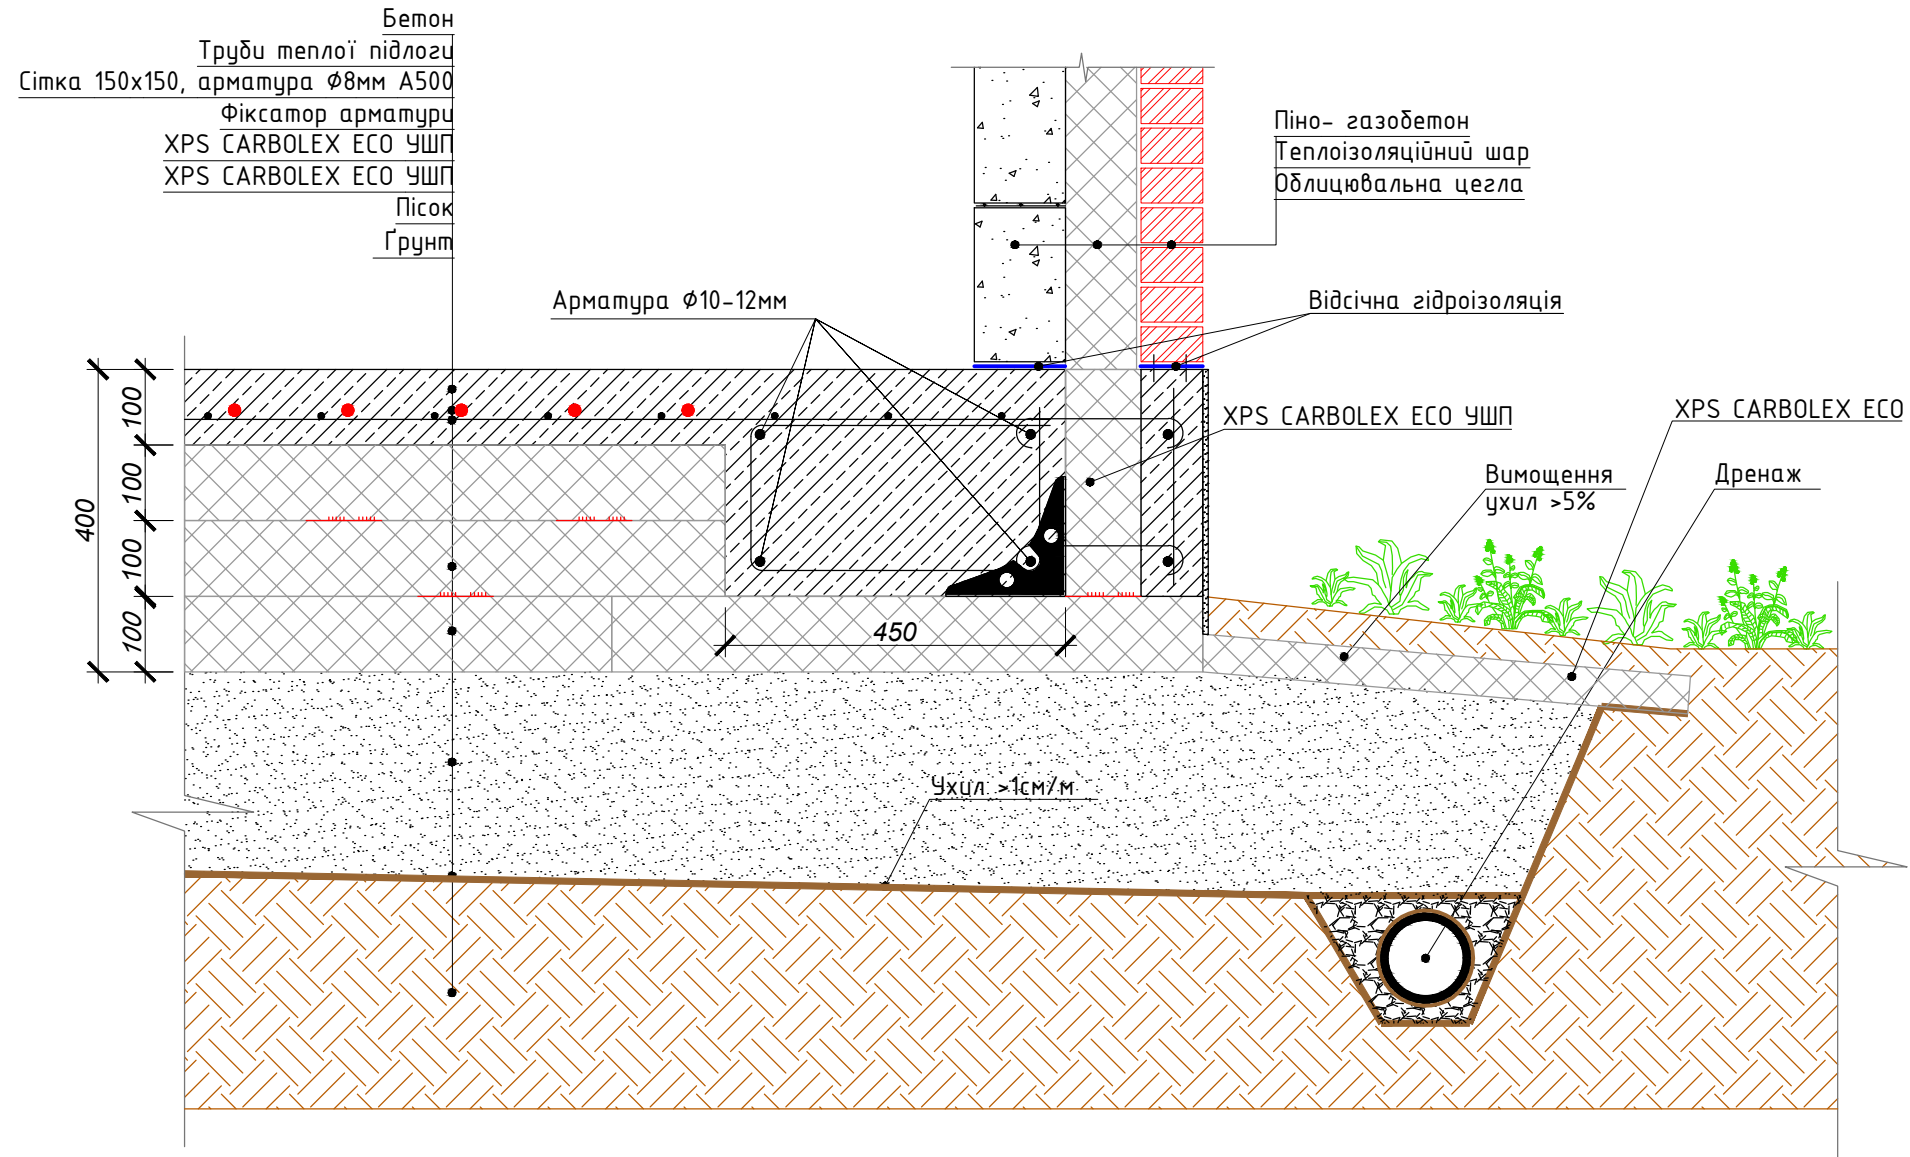 Бетон
Труби теплої підлоги
Сітка 150х150, арматура Ф8мм А500
Фіксатор арматури
XPS CARBOLEX ECO УШП
XPS CARBOLEX ECO УШП
Пісок
Ґрунт
Піно- газобетон
Теплоізоляційний шар
Облицювальна цегла
Арматура Ф10-12мм
Відсічна гідроізоляція
XPS CARBOLEX ECO УШП
XPS CARBOLEX ECO
Вимощення
ухил >5%
Дренаж
400
100
100
100
100
450
Ухил >1см/м